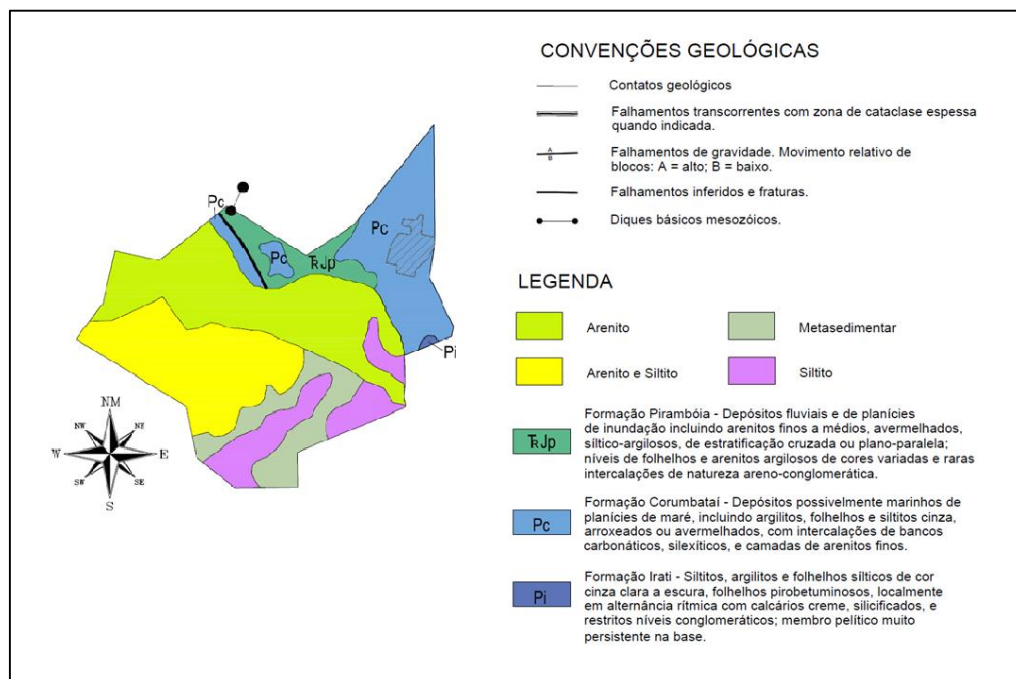 CONVENÇÕES GEOLÓGICAS
Contatos geológicos
Falhamentos transcorrentes com zona de cataclase espessa
quando indicada.
A
B
Falhamentos de gravidade. Movimento relativo de
blocos: A = alto; B = baixo.
Falhamentos inferidos e fraturas.
Diques básicos mesozóicos.
Pc
Pc
Pc
TRJp
Pi
NM
NW
NE
W
E
SW
SE
S
LEGENDA
Arenito
Metasedimentar
Arenito e Siltito
Siltito
TRJp
Formação Pirambóia - Depósitos fluviais e de planícies
de inundação incluindo arenitos finos a médios, avermelhados,
síltico-argilosos, de estratificação cruzada ou plano-paralela;
níveis de folhelhos e arenitos argilosos de cores variadas e raras
intercalações de natureza areno-conglomerática.
Pc
Formação Corumbataí - Depósitos possivelmente marinhos de
planícies de maré, incluindo argilitos, folhelhos e siltitos cinza,
arroxeados ou avermelhados, com intercalações de bancos
carbonáticos, silexíticos, e camadas de arenitos finos.
Pi
Formação Irati - Siltitos, argilitos e folhelhos sílticos de cor
cinza clara a escura, folhelhos pirobetuminosos, localmente
em alternância rítmica com calcários creme, silicificados, e
restritos níveis conglomeráticos; membro pelítico muito
persistente na base.